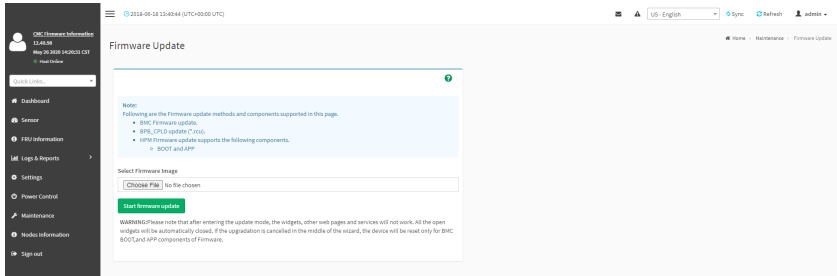 2018-06-18 13:40:44 (UTC+00:00 UTC)
US - English
Sync
Refresh
admin
CMC Firmware Information
12.40.98
May 26 2020 14:20:31 CST
Host Online
Quick Links...
Dashboard
Sensor
FRU Information
Logs & Reports
Settings
Power Control
Maintenance
Nodes Information
Sign out
Firmware Update
Home > Maintenance > Firmware Update
Note:
Following are the Firmware update methods and components supported in this page.
BMC Firmware update.
BPB_CPLD update (*.rcu).
HPM Firmware update supports the following components.
BOOT and APP
Select Firmware Image
Choose File No file chosen
Start firmware update
WARNING:Please note that after entering the update mode, the widgets, other web pages and services will not work. All the open
widgets will be automatically closed. If the upgradation is cancelled in the middle of the wizard, the device will be reset only for BMC
BOOT,and APP components of Firmware.